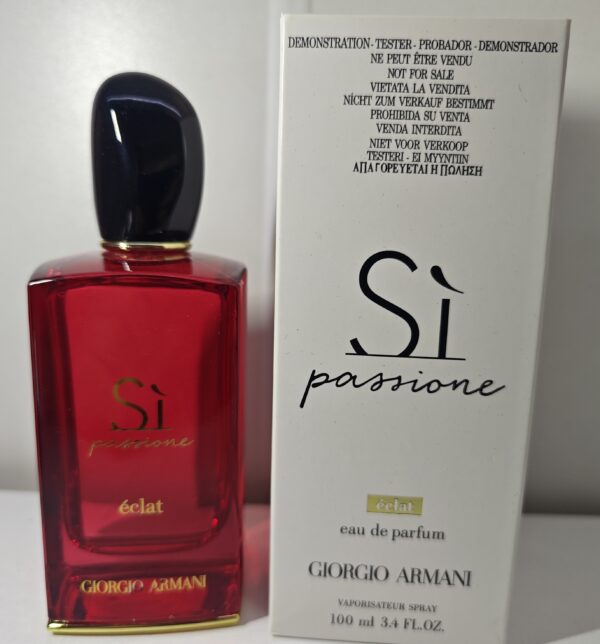 Sì
passione
éclat
GIORGIO ARMANI
DEMONSTRATION - TESTER - PROBADOR - DEMONSTRADOR
NE PEUT ÊTRE VENDU
NOT FOR SALE
VIETATA LA VENDITA
NICHT ZUM VERKAUF BESTIMMT
PROHIBIDA SU VENTA
VENDA INTERDITA
NIET VOOR VERKOOP
TESTERI - EI MYYNTIIN
ΑΠΑΓΟΡΕΥΕΤΑΙ Η ΠΩΛΗΣΗ
Sì
passione
éclat
eau de parfum
GIORGIO ARMANI
VAPORISATEUR SPRAY
100 ml 3.4 FL.OZ.